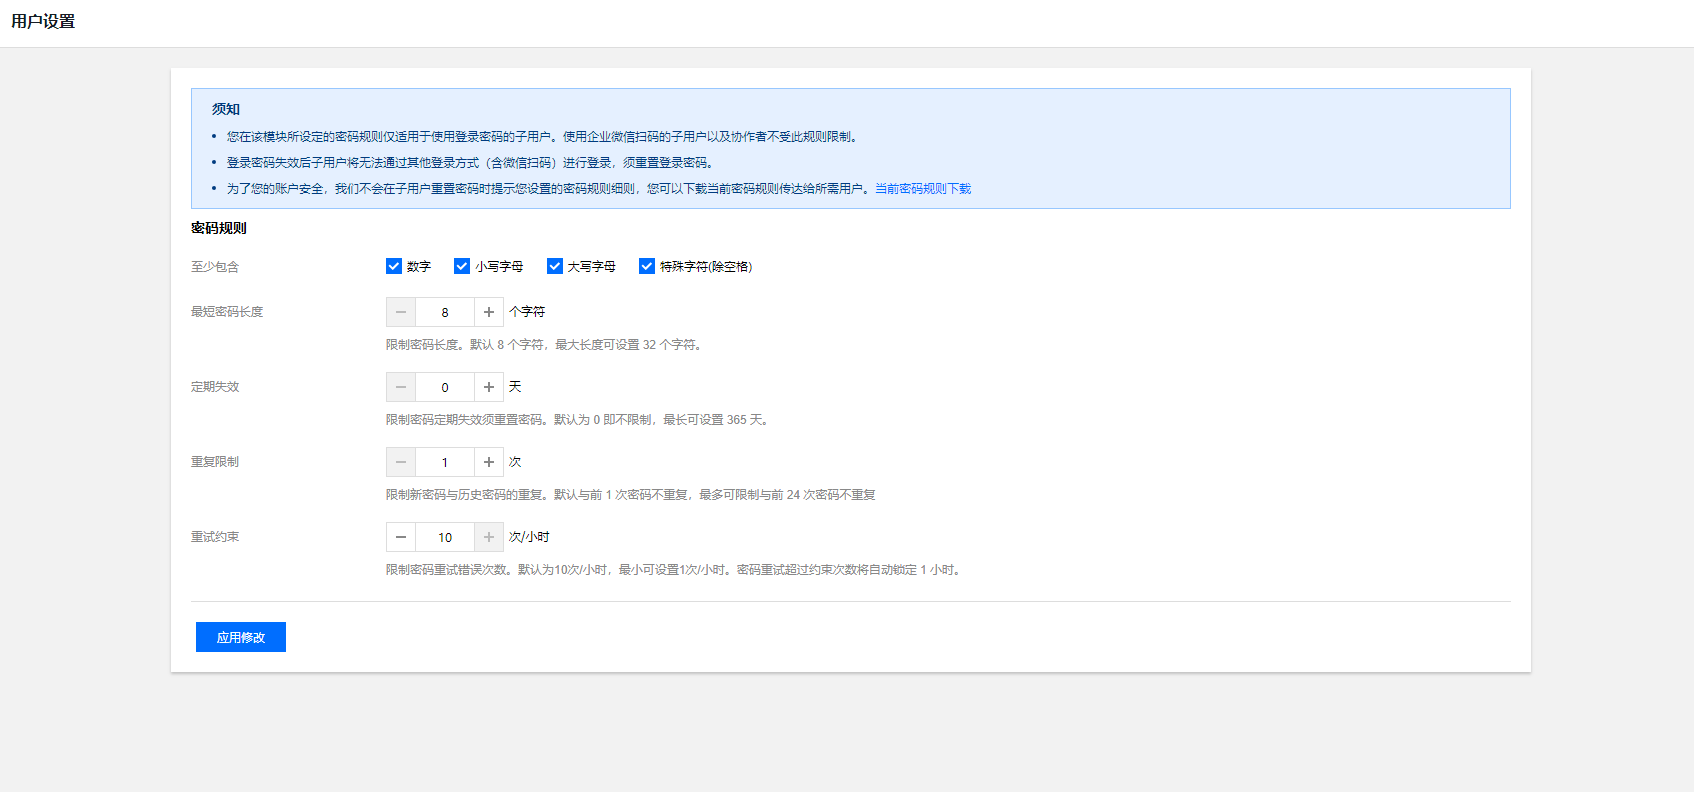 用户设置
须知
您在该模块所设定的密码规则仅适用于使用登录密码的子用户。使用企业微信扫码的子用户以及协作者不受此规则限制。
登录密码失效后子用户将无法通过其他登录方式（含微信扫码）进行登录，须重置登录密码。
为了您的账户安全，我们不会在子用户重置密码时提示您设置的密码规则细则，您可以下载当前密码规则传达给所需用户。当前密码规则下载
密码规则
至少包含 数字 小写字母 大写字母 特殊字符(除空格)
最短密码长度 − 8 + 个字符
限制密码长度。默认 8 个字符，最大长度可设置 32 个字符。
定期失效 − 0 + 天
限制密码定期失效须重置密码。默认为 0 即不限制，最长可设置 365 天。
重复限制 − 1 + 次
限制新密码与历史密码的重复。默认与前 1 次密码不重复，最多可限制与前 24 次密码不重复
重试约束 − 10 + 次/小时
限制密码重试错误次数。默认为10次/小时，最小可设置1次/小时。密码重试超过约束次数将自动锁定 1 小时。
应用修改